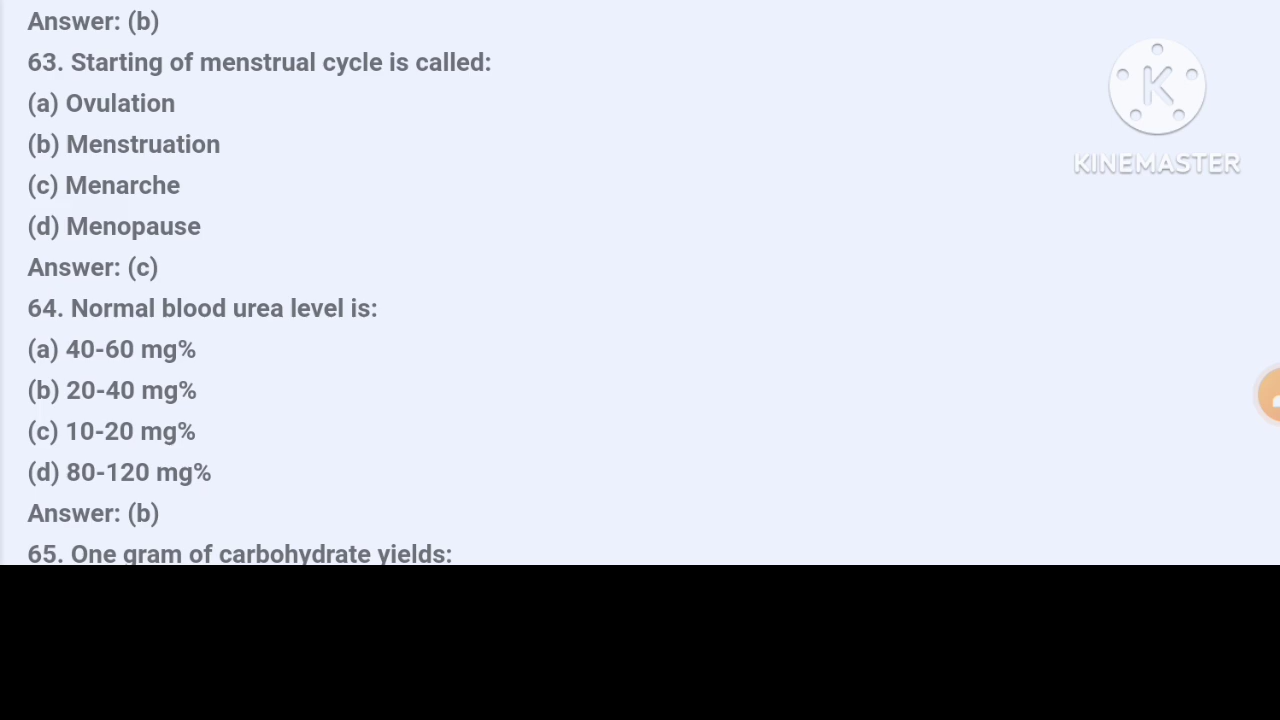 Answer: (b)
63. Starting of menstrual cycle is called:
(a) Ovulation
(b) Menstruation
(c) Menarche
(d) Menopause
Answer: (c)
64. Normal blood urea level is:
(a) 40-60 mg%
(b) 20-40 mg%
(c) 10-20 mg%
(d) 80-120 mg%
Answer: (b)
65. One gram of carbohydrate yields:
K
KINEMASTER